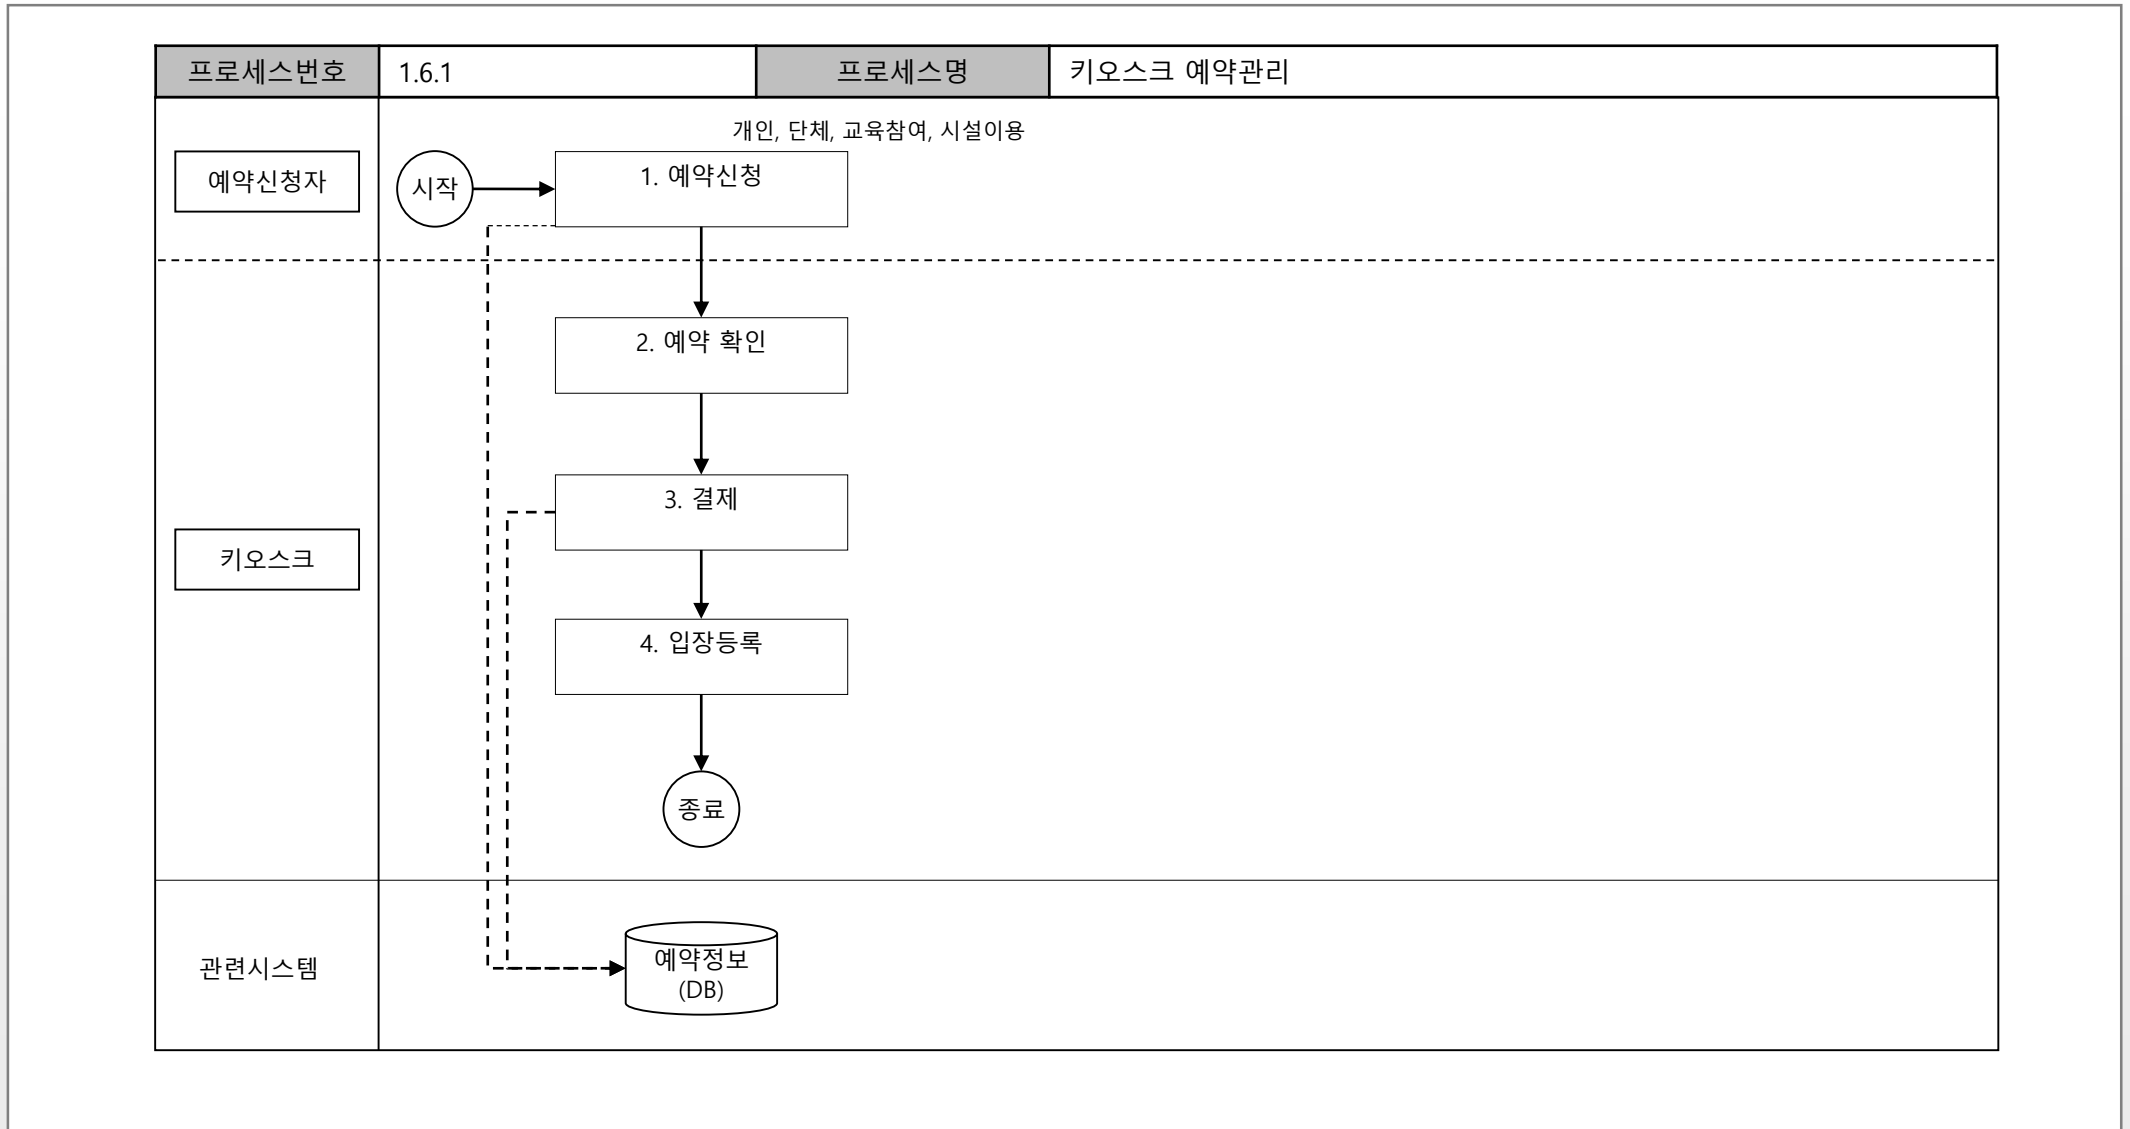 프로세스번호
1.6.1
프로세스명
키오스크 예약관리
개인, 단체, 교육참여, 시설이용
예약신청자
시작
1. 예약신청
2. 예약 확인
3. 결제
키오스크
4. 입장등록
종료
관련시스템
예약정보
(DB)